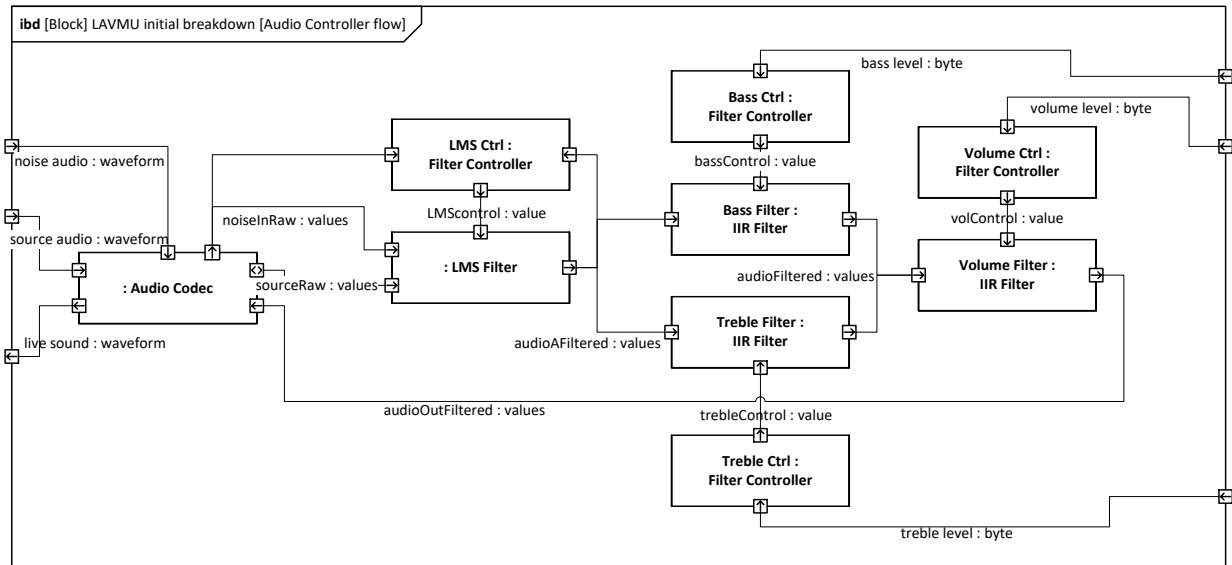 ibd [Block] LAVMU initial breakdown [Audio Controller flow]
bass level : byte
Bass Ctrl :
Filter Controller
volume level : byte
LMS Ctrl :
Filter Controller
Volume Ctrl :
Filter Controller
noise audio : waveform
bassControl : value
LMScontrol : value
noiseInRaw : values
Bass Filter :
IIR Filter
volControl : value
source audio : waveform
: LMS Filter
Volume Filter :
IIR Filter
: Audio Codec
sourceRaw : values
audioFiltered : values
Treble Filter :
IIR Filter
live sound : waveform
audioAFiltered : values
audioOutFiltered : values
trebleControl : value
Treble Ctrl :
Filter Controller
treble level : byte